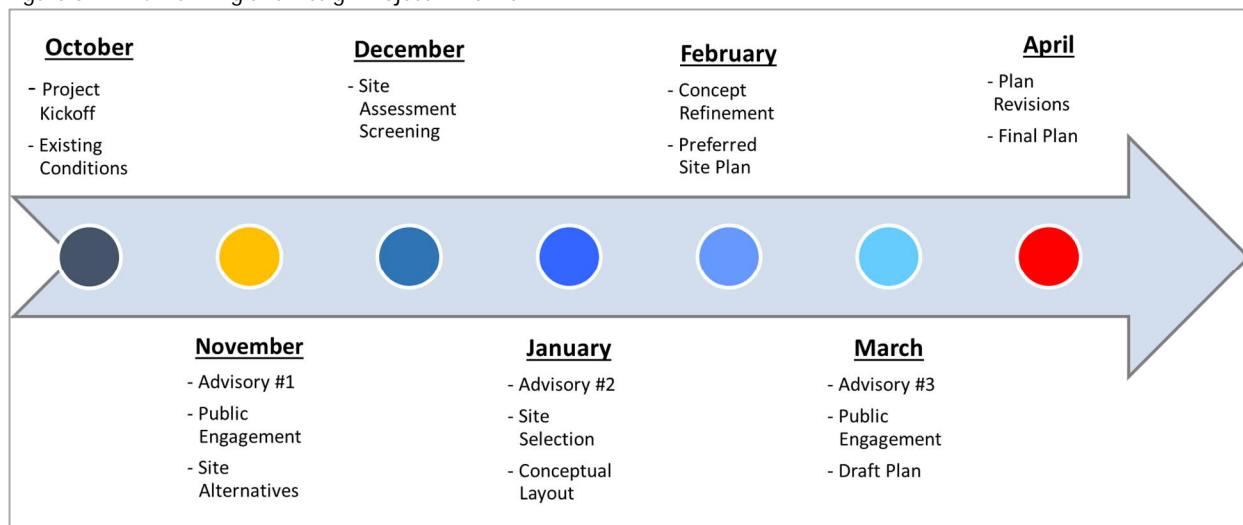 October
- Project
Kickoff
- Existing
Conditions
December
- Site
Assessment
Screening
February
- Concept
Refinement
- Preferred
Site Plan
April
- Plan
Revisions
- Final Plan
November
- Advisory #1
- Public
Engagement
- Site
Alternatives
January
- Advisory #2
- Site
Selection
- Conceptual
Layout
March
- Advisory #3
- Public
Engagement
- Draft Plan